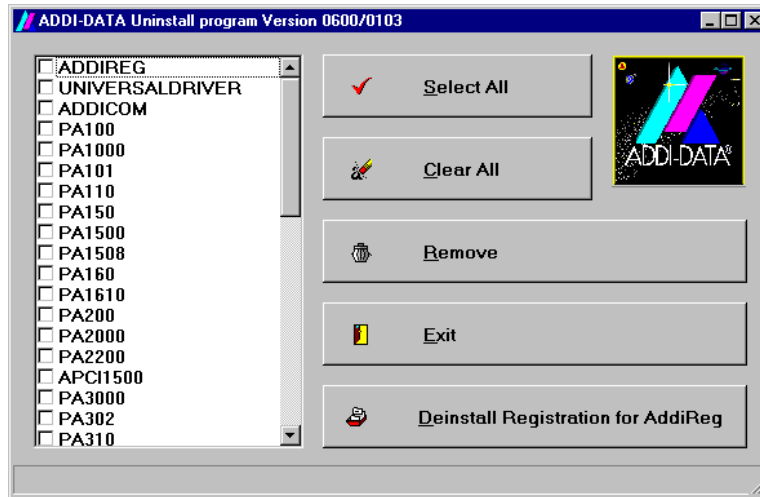 ADDI-DATA Uninstall program Version 0600/0103
ADDIREG
UNIVERSALDRIVER
ADDICOM
PA100
PA1000
PA101
PA110
PA150
PA1500
PA1508
PA160
PA1610
PA200
PA2000
PA2200
APCI1500
PA3000
PA302
PA310
Select All
Clear All
Remove
Exit
Deinstall Registration for AddiReg
ADDI-DATA®